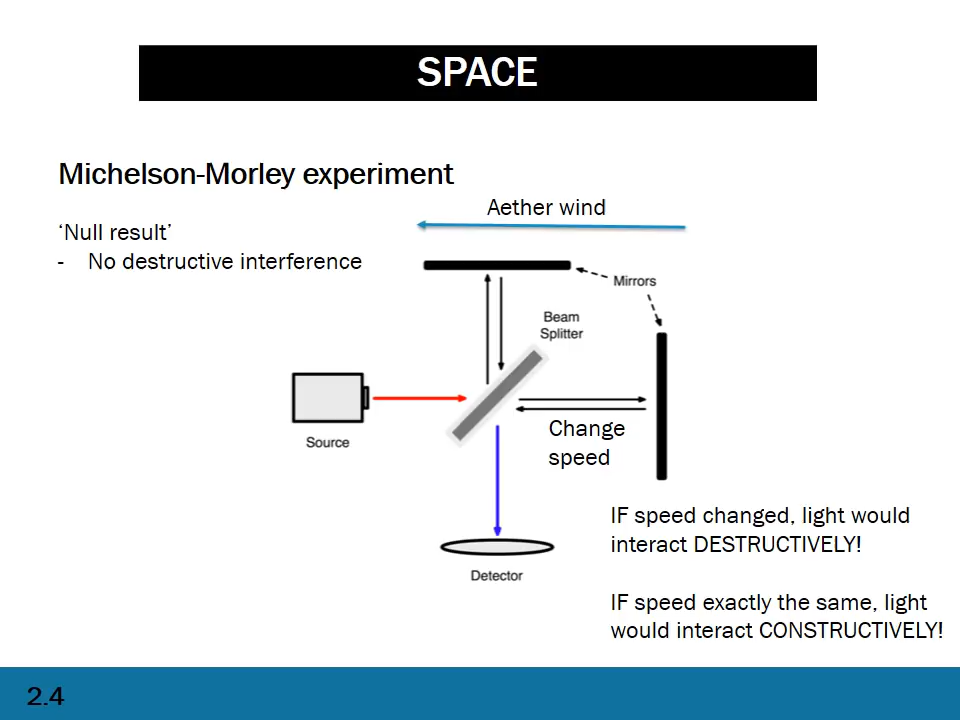 SPACE
Michelson-Morley experiment
Aether wind
‘Null result’
- No destructive interference
Mirrors
Beam
Splitter
Source
Change
speed
IF speed changed, light would
interact DESTRUCTIVELY!
Detector
IF speed exactly the same, light
would interact CONSTRUCTIVELY!
2.4